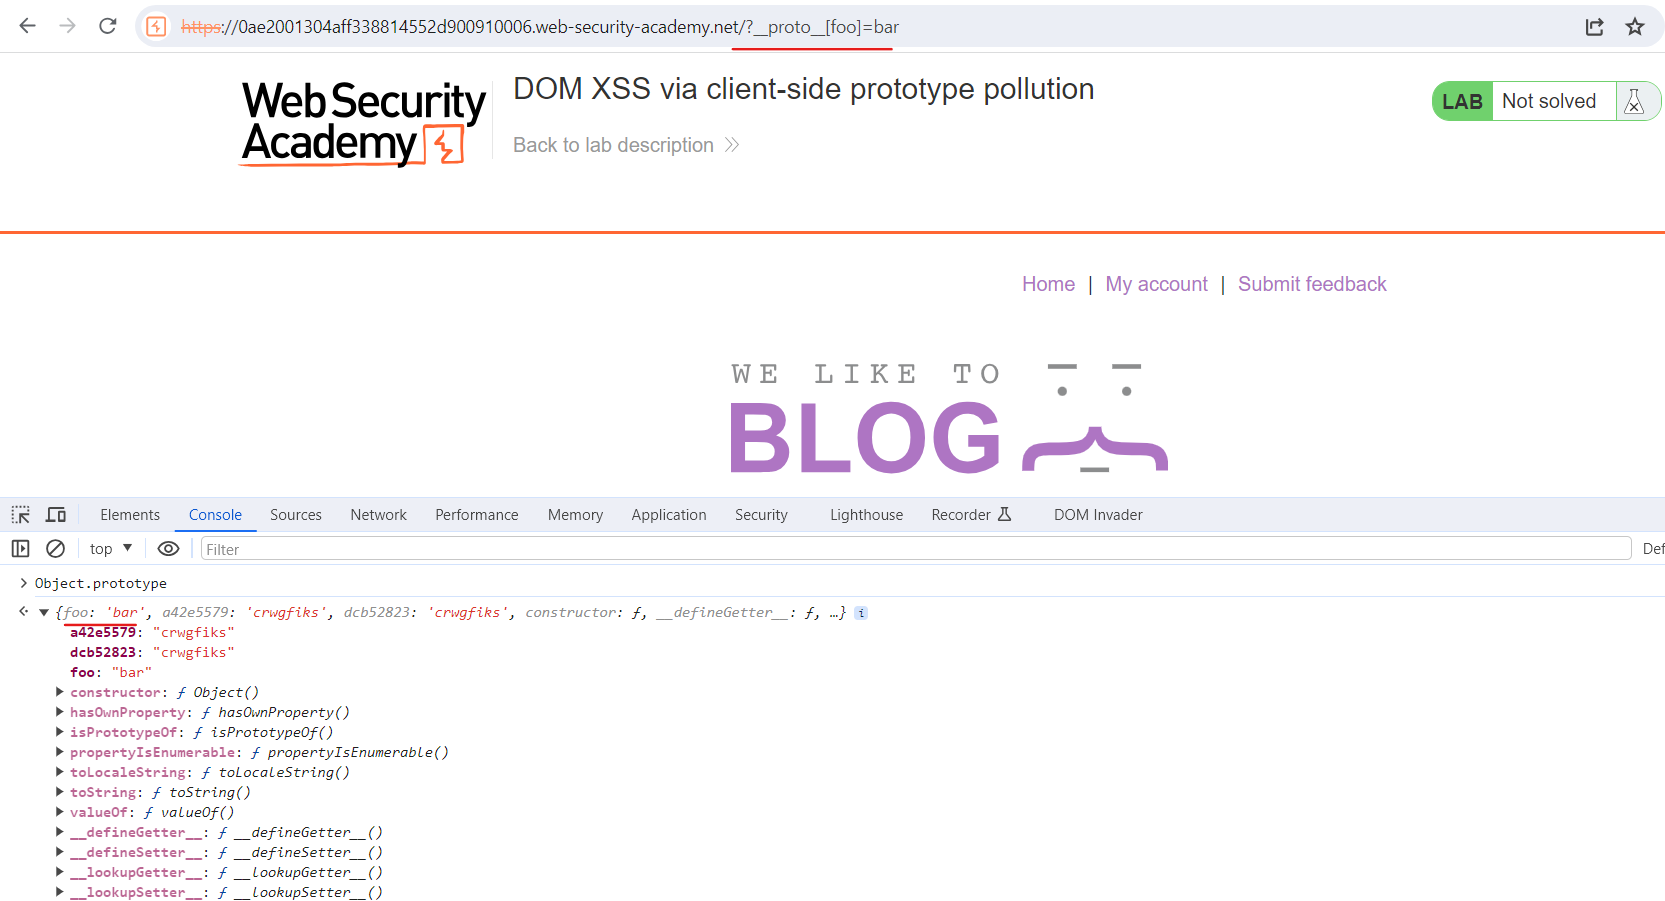 https://0ae2001304aff338814552d900910006.web-security-academy.net/?__proto__[foo]=bar
WebSecurity
Academy
DOM XSS via client-side prototype pollution
Back to lab description
LAB Not solved
Home | My account | Submit feedback
WE LIKE TO
BLOG
Elements Console Sources Network Performance Memory Application Security Lighthouse Recorder DOM Invader
top Filter Def
> Object.prototype
{foo: 'bar', a42e5579: 'crwgfiks', dcb52823: 'crwgfiks', constructor: ƒ, __defineGetter__: ƒ, …} i
a42e5579: "crwgfiks"
dcb52823: "crwgfiks"
foo: "bar"
constructor: ƒ Object()
hasOwnProperty: ƒ hasOwnProperty()
isPrototypeOf: ƒ isPrototypeOf()
propertyIsEnumerable: ƒ propertyIsEnumerable()
toLocaleString: ƒ toLocaleString()
toString: ƒ toString()
valueOf: ƒ valueOf()
__defineGetter__: ƒ __defineGetter__()
__defineSetter__: ƒ __defineSetter__()
__lookupGetter__: ƒ __lookupGetter__()
__lookupSetter__: ƒ __lookupSetter__()